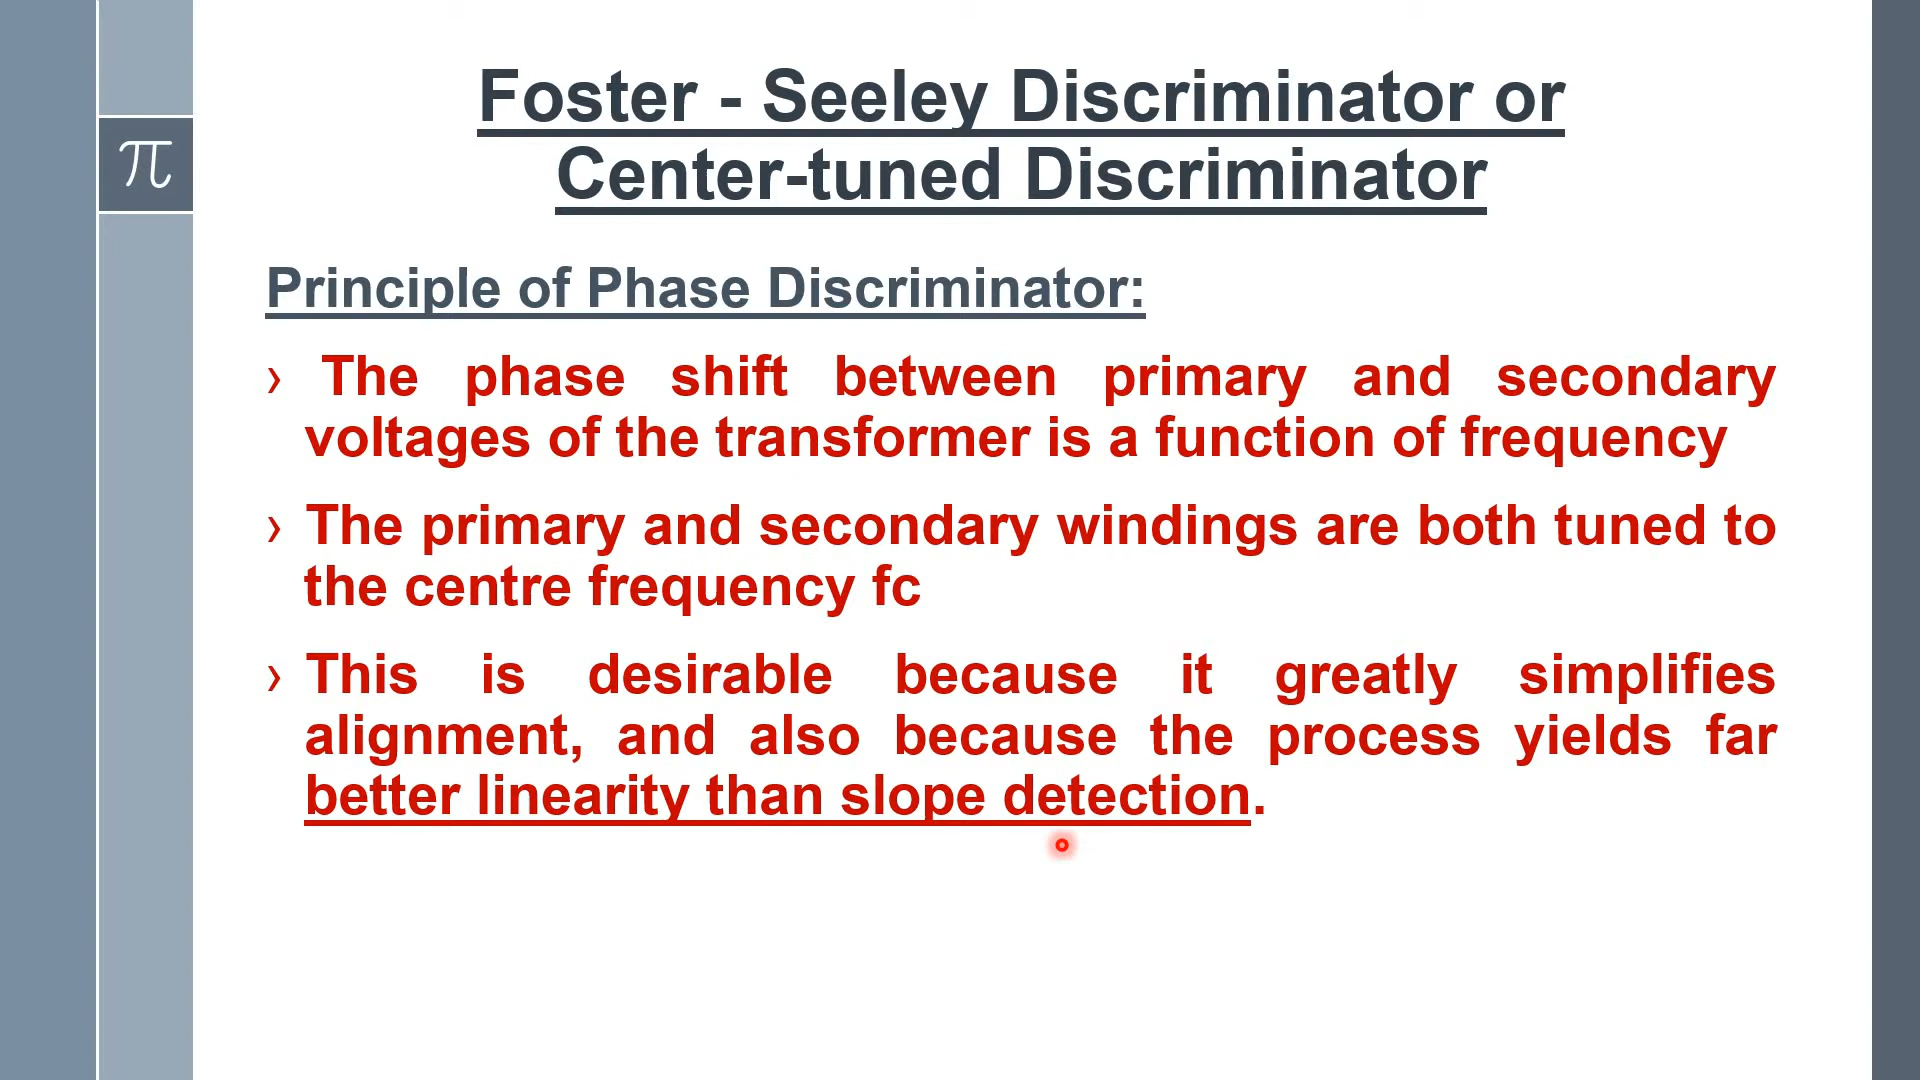 Foster - Seeley Discriminator or
Center-tuned Discriminator
π
Principle of Phase Discriminator:
› The phase shift between primary and secondary
voltages of the transformer is a function of frequency
› The primary and secondary windings are both tuned to
the centre frequency fc
› This is desirable because it greatly simplifies
alignment, and also because the process yields far
better linearity than slope detection.